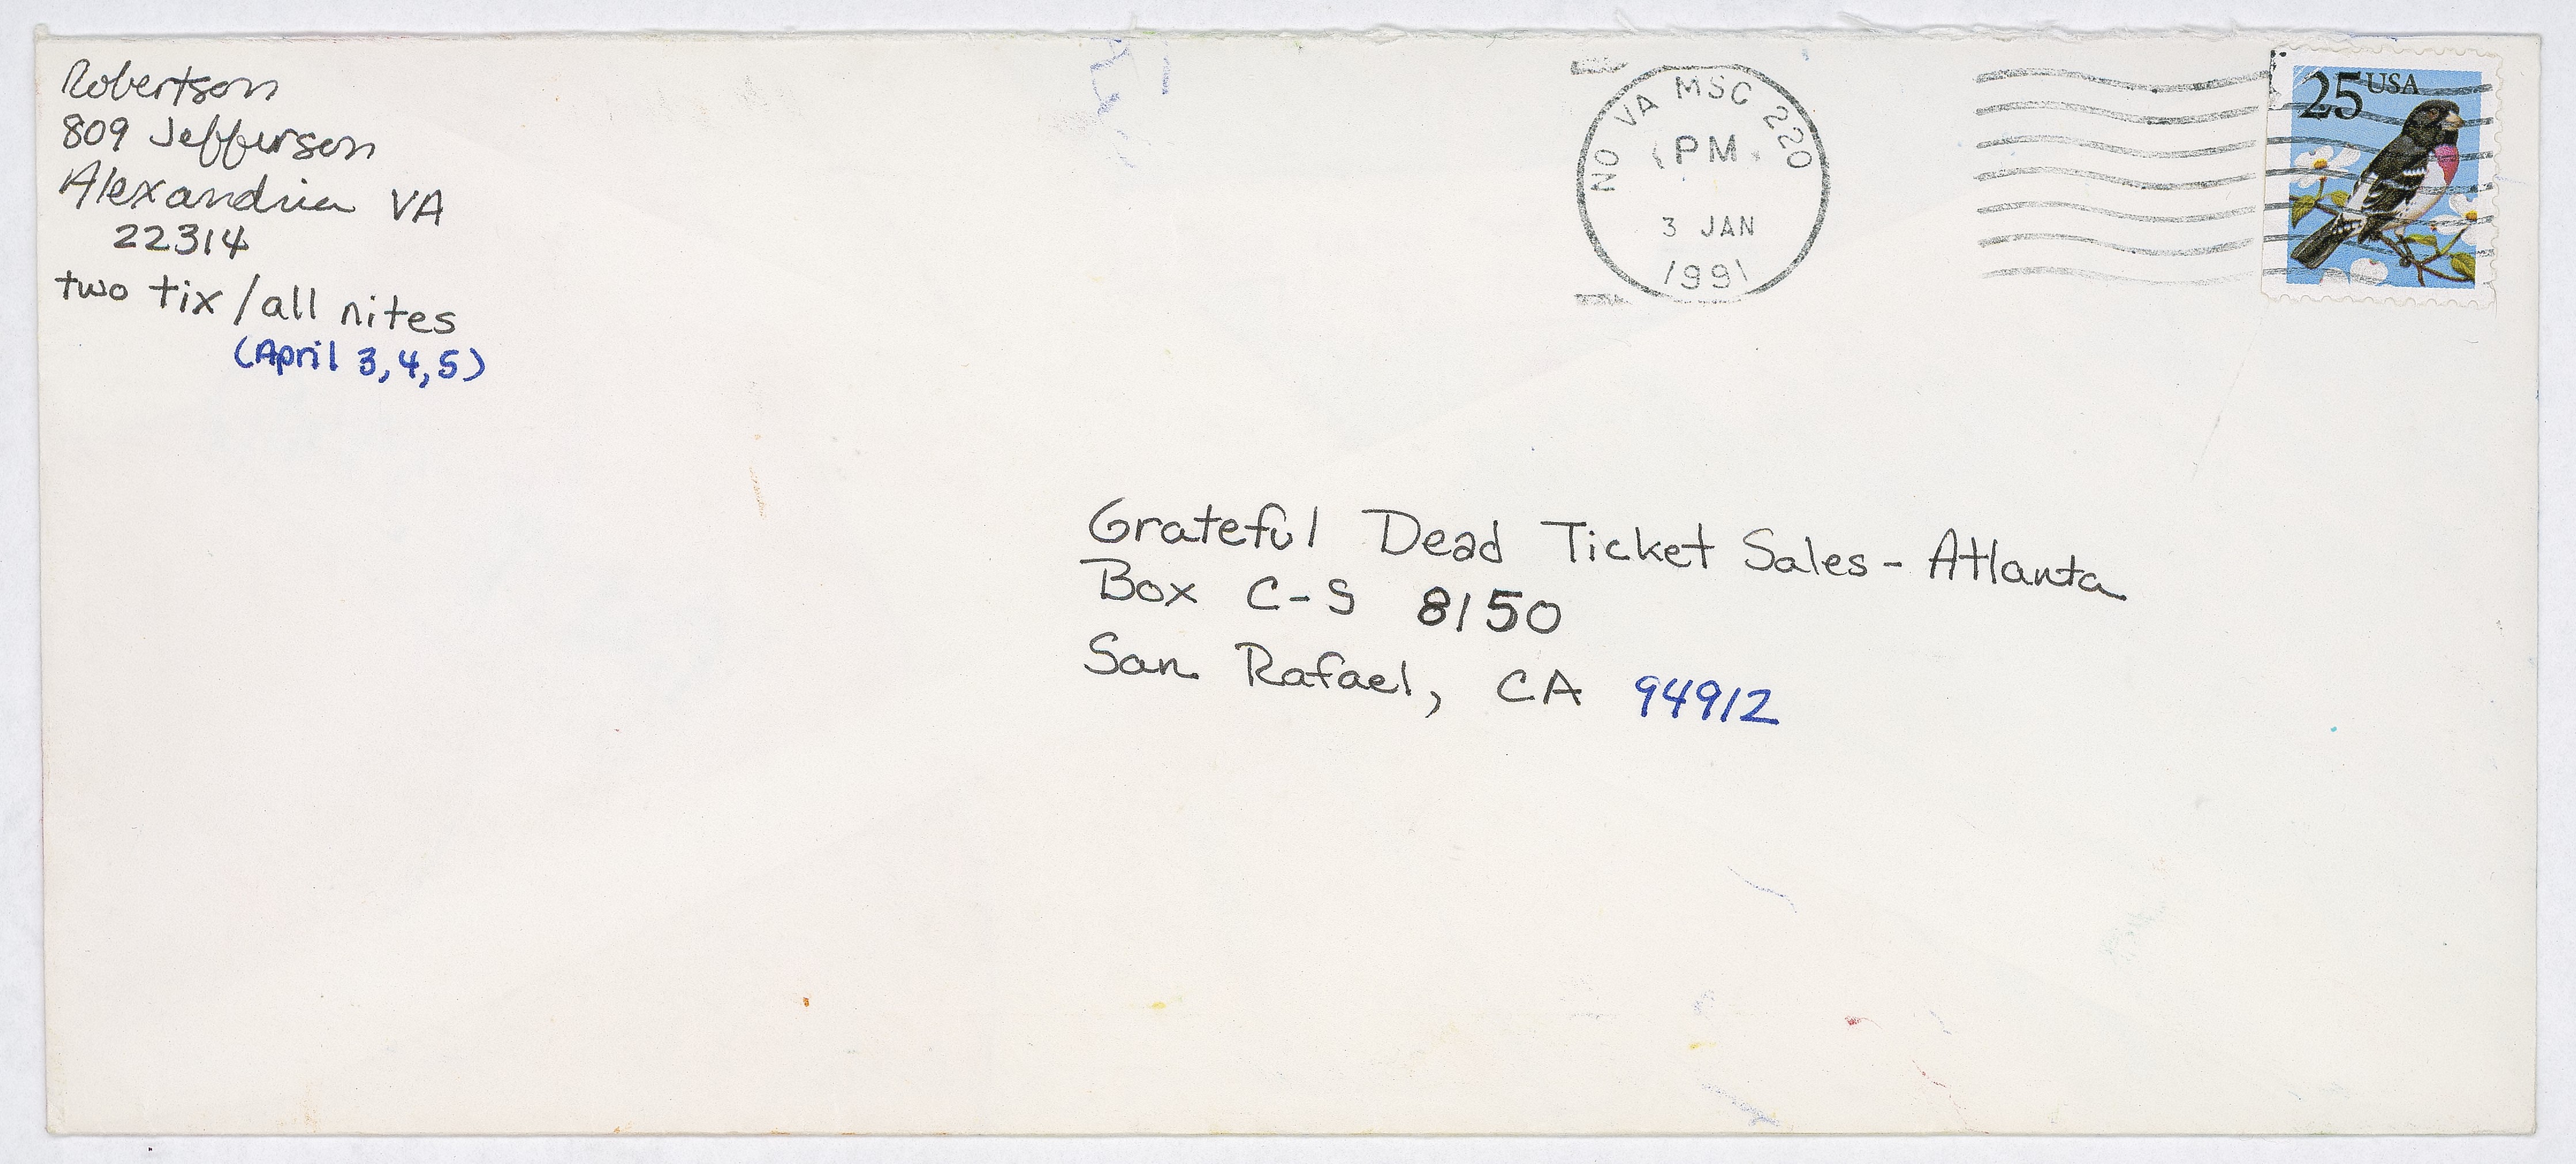 Robertson
809 Jefferson
Alexandria VA
22314
two tix/all nites
(April 3, 4, 5)
NO VA MSC 220
PM
3 JAN
1991
25 USA
Grateful Dead Ticket Sales - Atlanta
Box C-S 8150
San Rafael, CA 94912